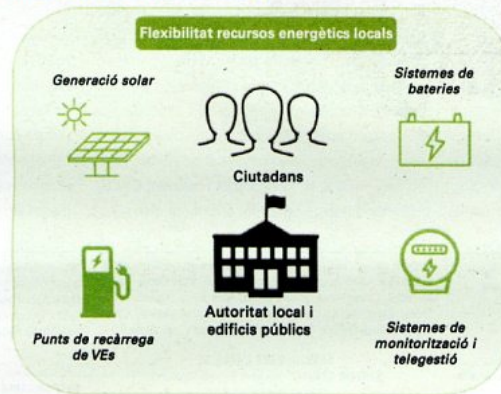 Flexibilitat recursos energètics locals
Generació solar
Sistemes de
bateries
Ciutadans
Punts de recàrrega
de VEs
Autoritat local i
edificis públics
Sistemes de
monitorització i
telegestió